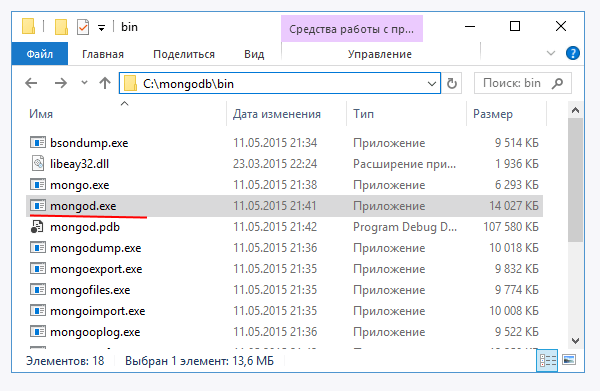 bin
Средства работы с пр...
Файл
Главная
Поделиться
Вид
Управление
C:\mongodb\bin
Поиск: bin
Имя
Дата изменения
Тип
Размер
bsondump.exe 11.05.2015 21:34 Приложение 9 514 КБ
libeay32.dll 23.03.2015 22:24 Расширение при... 1 936 КБ
mongo.exe 11.05.2015 21:38 Приложение 6 293 КБ
mongod.exe 11.05.2015 21:41 Приложение 14 027 КБ
mongod.pdb 11.05.2015 21:42 Program Debug D... 107 580 КБ
mongodump.exe 11.05.2015 21:36 Приложение 10 018 КБ
mongoexport.exe 11.05.2015 21:35 Приложение 9 832 КБ
mongofiles.exe 11.05.2015 21:35 Приложение 9 774 КБ
mongoimport.exe 11.05.2015 21:35 Приложение 10 008 КБ
mongooplog.exe 11.05.2015 21:36 Приложение 9 522 КБ
Элементов: 18 Выбран 1 элемент: 13,6 МБ